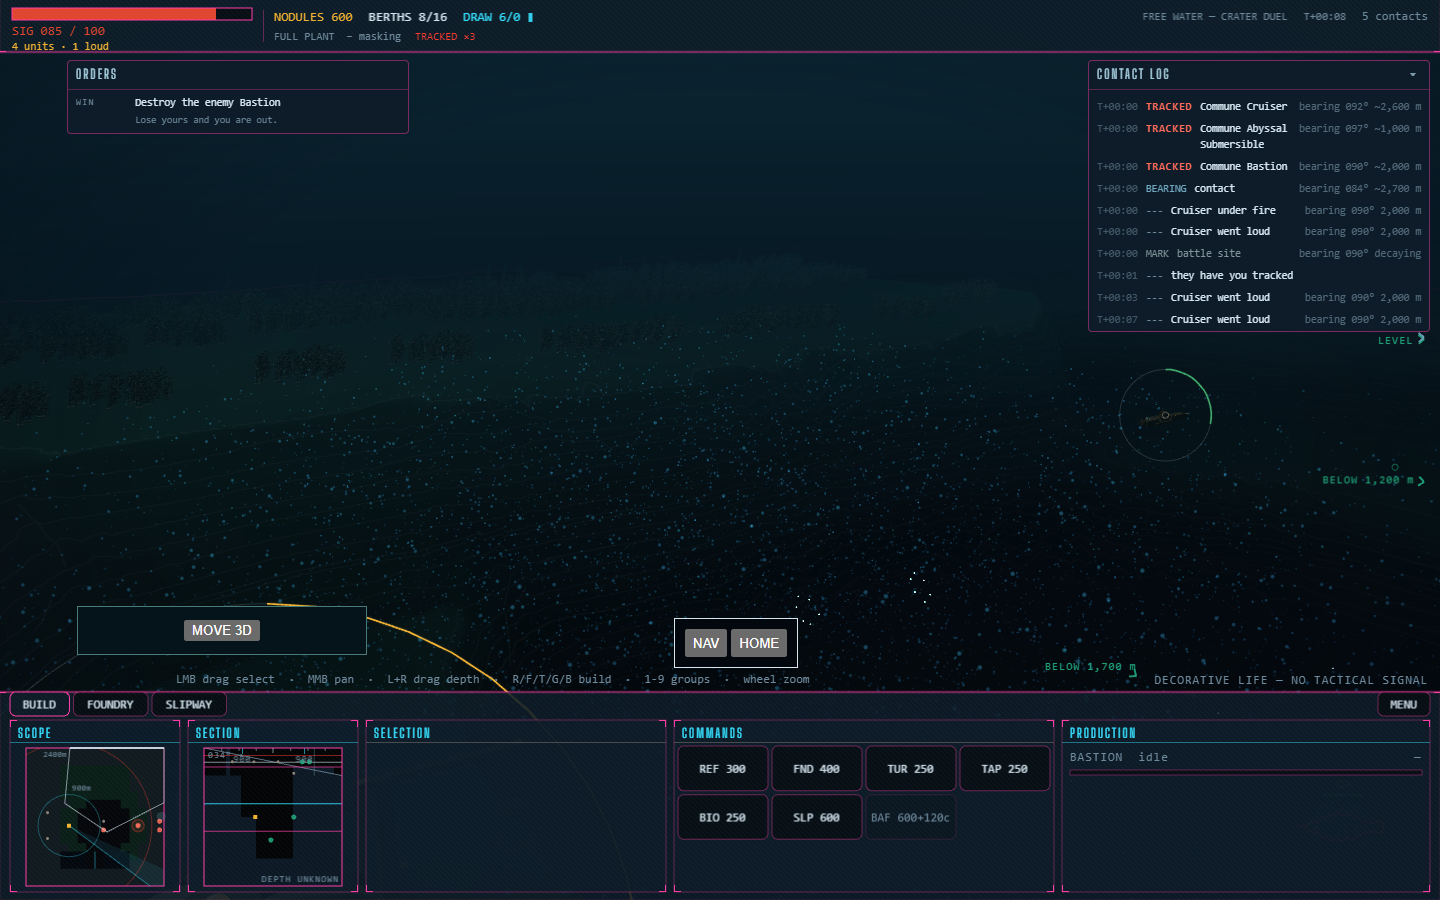 SIG 085 / 100
4 units · 1 loud
NODULES 600 BERTHS 8/16 DRAW 6/0
FULL PLANT – masking TRACKED ×3
FREE WATER — CRATER DUEL T+00:08 5 contacts
ORDERS
WIN Destroy the enemy Bastion
Lose yours and you are out.
CONTACT LOG
T+00:00 TRACKED Commune Cruiser bearing 092° ~2,600 m
T+00:00 TRACKED Commune Abyssal Submersible bearing 097° ~1,000 m
T+00:00 TRACKED Commune Bastion bearing 090° ~2,000 m
T+00:00 BEARING contact bearing 084° ~2,700 m
T+00:00 --- Cruiser under fire bearing 090° 2,000 m
T+00:00 --- Cruiser went loud bearing 090° 2,000 m
T+00:00 MARK battle site bearing 090° decaying
T+00:01 --- they have you tracked
T+00:03 --- Cruiser went loud bearing 090° 2,000 m
T+00:07 --- Cruiser went loud bearing 090° 2,000 m
LEVEL
BELOW 1,200 m
MOVE 3D
NAV HOME
BELOW 1,700 m
LMB drag select · MMB pan · L+R drag depth · R/F/T/G/B build · 1-9 groups · wheel zoom
DECORATIVE LIFE — NO TACTICAL SIGNAL
BUILD FOUNDRY SLIPWAY MENU
SCOPE
2400m
900m
SECTION
034°
DEPTH UNKNOWN
SELECTION
COMMANDS
REF 300 FND 400 TUR 250 TAP 250
BIO 250 SLP 600 BAF 600+120c
PRODUCTION
BASTION idle —